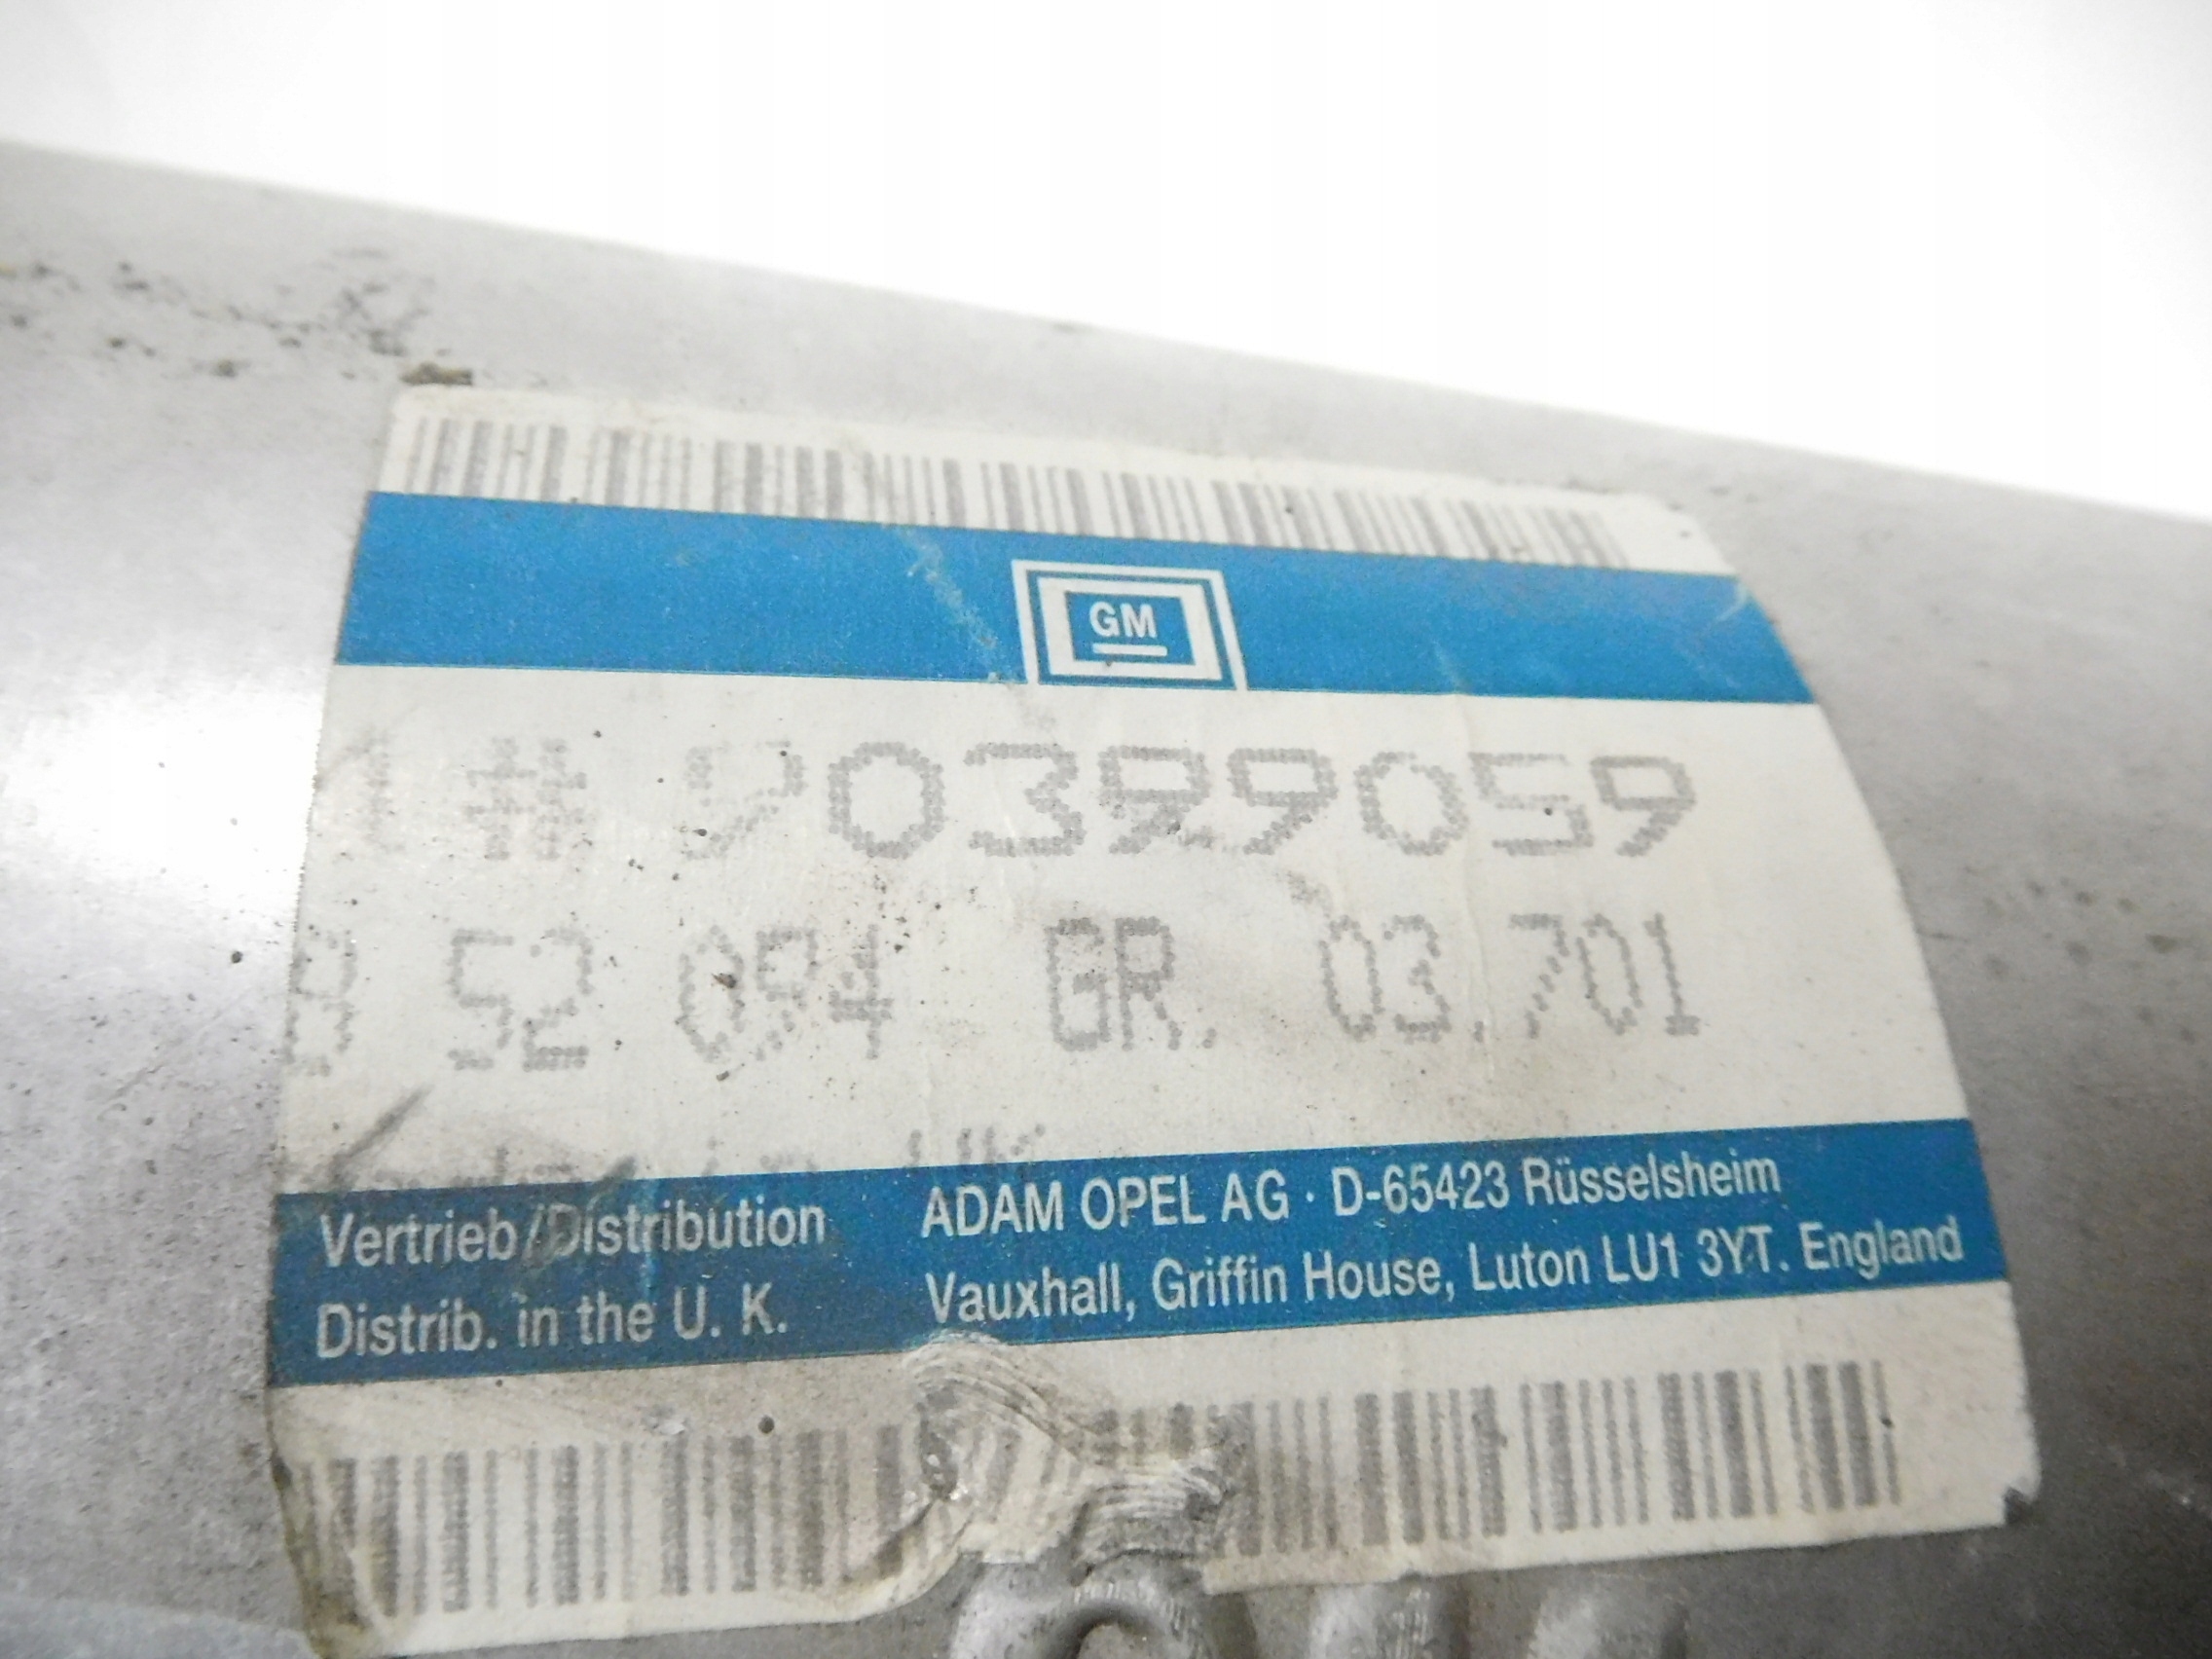 GM
# 90399059
8 52 094 GR. 03.701
Vertrieb/Distribution ADAM OPEL AG · D-65423 Rüsselsheim
Distrib. in the U. K. Vauxhall, Griffin House, Luton LU1 3YT. England